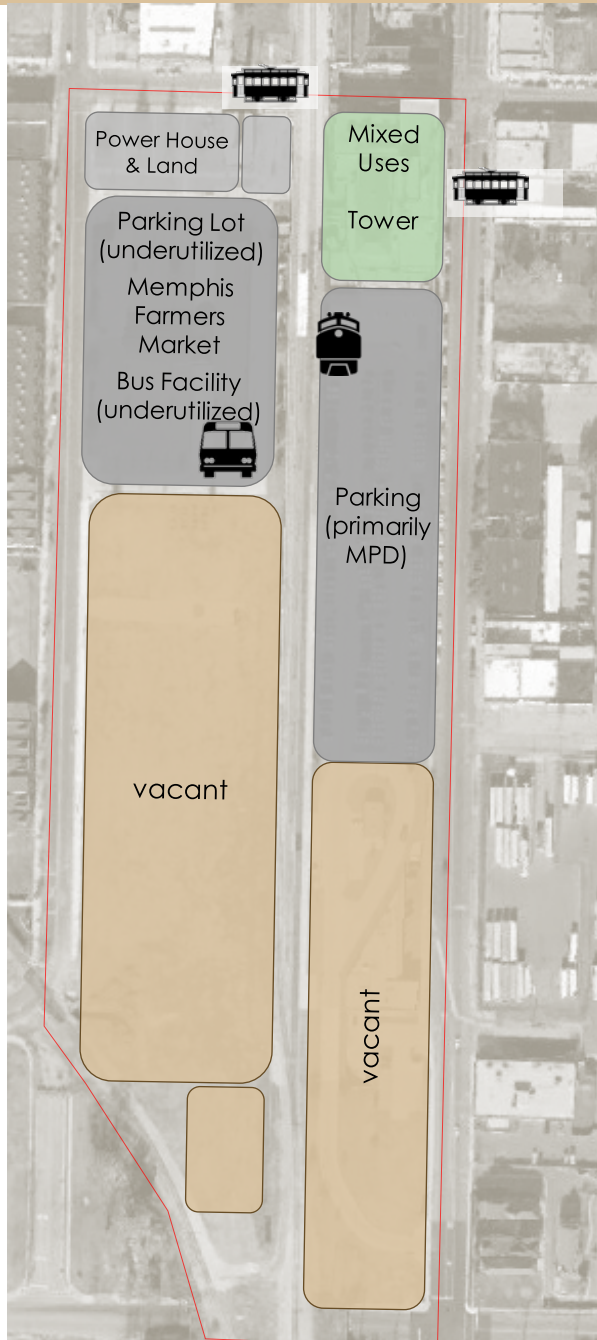 Power House
& Land
Mixed
Uses
Tower
Parking Lot
(underutilized)
Memphis
Farmers
Market
Bus Facility
(underutilized)
Parking
(primarily
MPD)
vacant
vacant